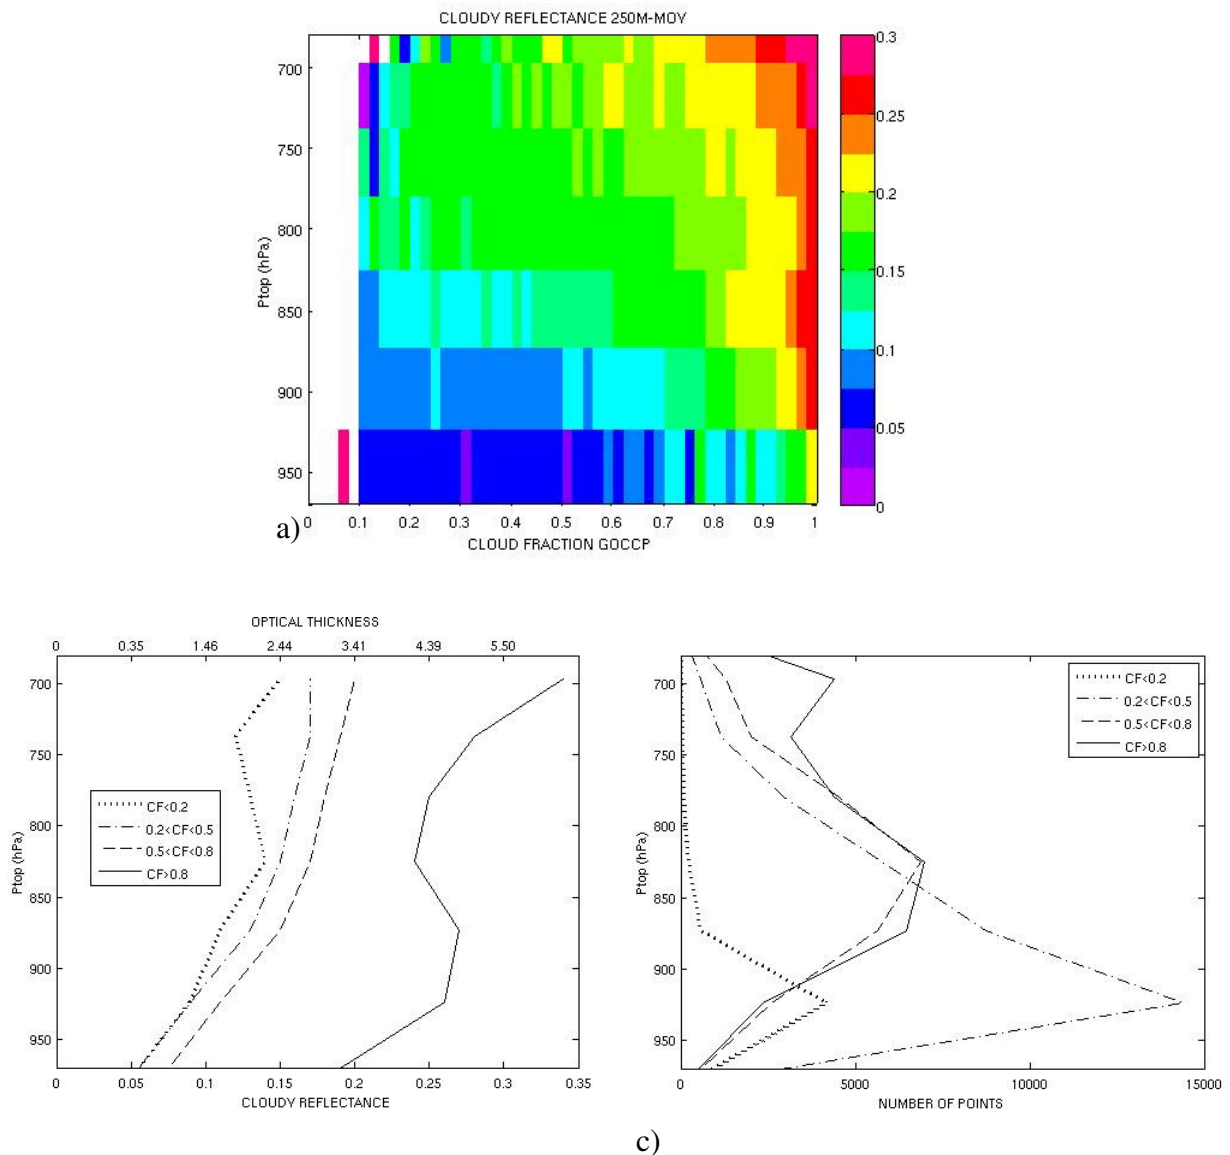 CLOUDY REFLECTANCE 250M-MOY
700
750
800
850
900
950
Ptop (hPa)
0.3
0.25
0.2
0.15
0.1
0.05
0
a)
0 0.1 0.2 0.3 0.4 0.5 0.6 0.7 0.8 0.9 1
CLOUD FRACTION GOCCP
OPTICAL THICKNESS
0 0.35 1.46 2.44 3.41 4.39 5.50
700
750
800
850
900
950
Ptop (hPa)
CF<0.2
0.2<CF<0.5
0.5<CF<0.8
CF>0.8
0 0.05 0.1 0.15 0.2 0.25 0.3 0.35
CLOUDY REFLECTANCE
700
750
800
850
900
950
Ptop (hPa)
CF<0.2
0.2<CF<0.5
0.5<CF<0.8
CF>0.8
0 5000 10000 15000
NUMBER OF POINTS
c)